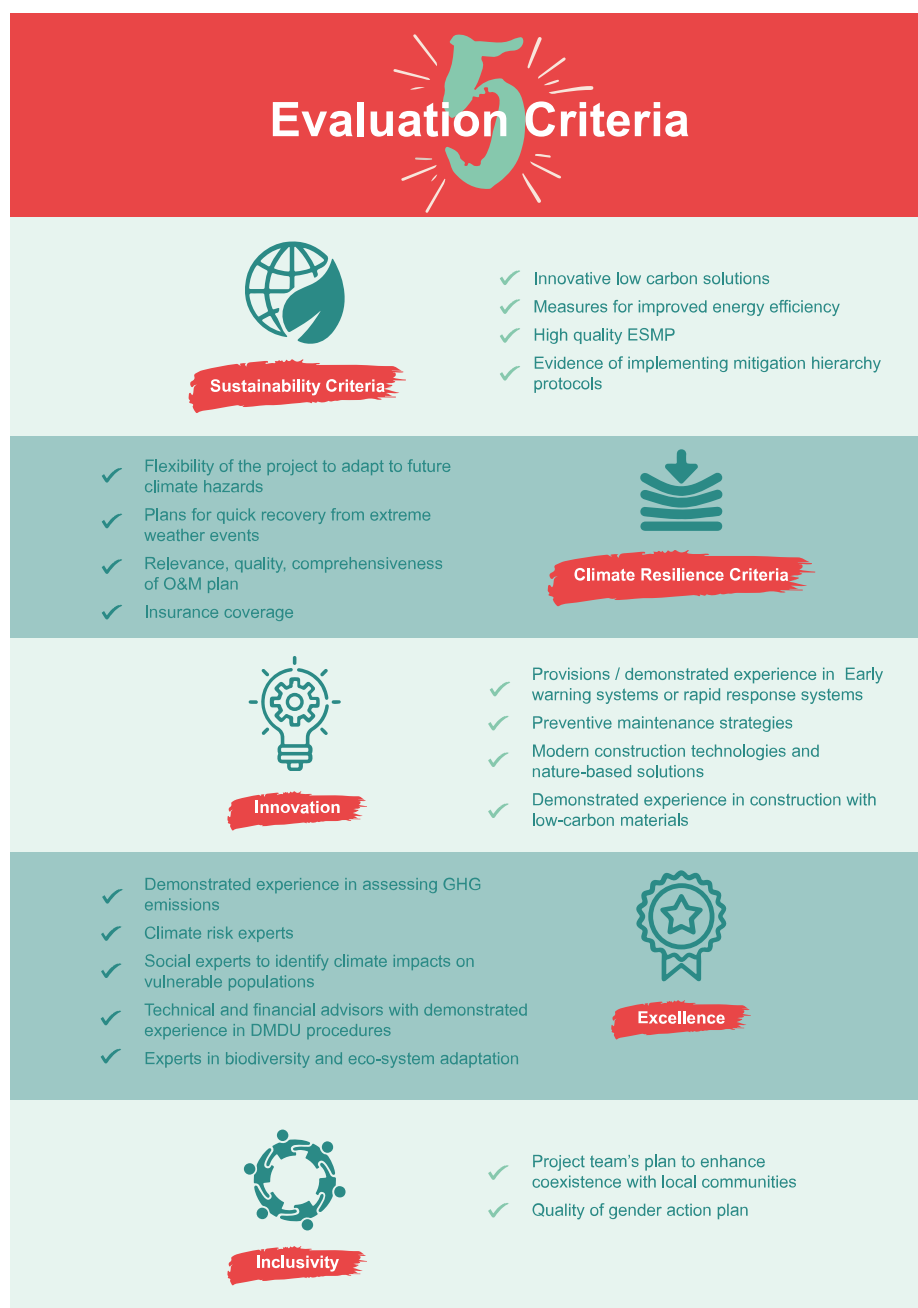 5
Evaluation Criteria
Sustainability Criteria
Innovative low carbon solutions
Measures for improved energy efficiency
High quality ESMP
Evidence of implementing mitigation hierarchy
protocols
Flexibility of the project to adapt to future
climate hazards
Plans for quick recovery from extreme
weather events
Relevance, quality, comprehensiveness
of O&M plan
Insurance coverage
Climate Resilience Criteria
Innovation
Provisions / demonstrated experience in Early
warning systems or rapid response systems
Preventive maintenance strategies
Modern construction technologies and
nature-based solutions
Demonstrated experience in construction with
low-carbon materials
Demonstrated experience in assessing GHG
emissions
Climate risk experts
Social experts to identify climate impacts on
vulnerable populations
Technical and financial advisors with demonstrated
experience in DMDU procedures
Experts in biodiversity and eco-system adaptation
Excellence
Inclusivity
Project team’s plan to enhance
coexistence with local communities
Quality of gender action plan